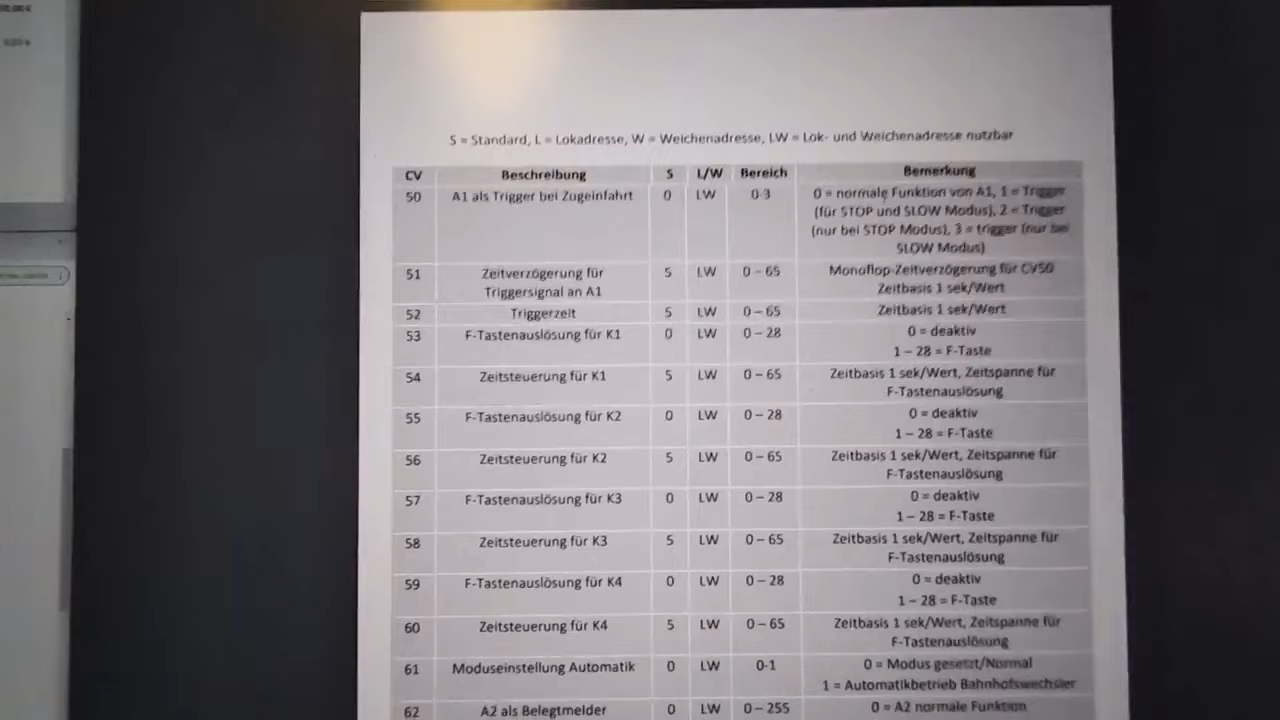 S = Standard, L = Lokadresse, W = Weichenadresse, LW = Lok- und Weichenadresse nutzbar
CV Beschreibung S L/W Bereich Bemerkung
50 A1 als Trigger bei Zugeinfahrt 0 LW 0-3 0 = normale Funktion von A1, 1 = Trigger
(für STOP und SLOW Modus), 2 = Trigger
(nur bei STOP Modus), 3 = trigger (nur bei
SLOW Modus)
51 Zeitverzögerung für 5 LW 0 – 65 Monoflop-Zeitverzögerung für CV50
Triggersignal an A1 Zeitbasis 1 sek/Wert
52 Triggerzeit 5 LW 0 – 65 Zeitbasis 1 sek/Wert
53 F-Tastenauslösung für K1 0 LW 0 – 28 0 = deaktiv
1 – 28 = F-Taste
54 Zeitsteuerung für K1 5 LW 0 – 65 Zeitbasis 1 sek/Wert, Zeitspanne für
F-Tastenauslösung
55 F-Tastenauslösung für K2 0 LW 0 – 28 0 = deaktiv
1 – 28 = F-Taste
56 Zeitsteuerung für K2 5 LW 0 – 65 Zeitbasis 1 sek/Wert, Zeitspanne für
F-Tastenauslösung
57 F-Tastenauslösung für K3 0 LW 0 – 28 0 = deaktiv
1 – 28 = F-Taste
58 Zeitsteuerung für K3 5 LW 0 – 65 Zeitbasis 1 sek/Wert, Zeitspanne für
F-Tastenauslösung
59 F-Tastenauslösung für K4 0 LW 0 – 28 0 = deaktiv
1 – 28 = F-Taste
60 Zeitsteuerung für K4 5 LW 0 – 65 Zeitbasis 1 sek/Wert, Zeitspanne für
F-Tastenauslösung
61 Moduseinstellung Automatik 0 LW 0-1 0 = Modus gesetzt/Normal
1 = Automatikbetrieb Bahnhofswechsler
62 A2 als Belegtmelder 0 LW 0 – 255 0 = A2 normale Funktion